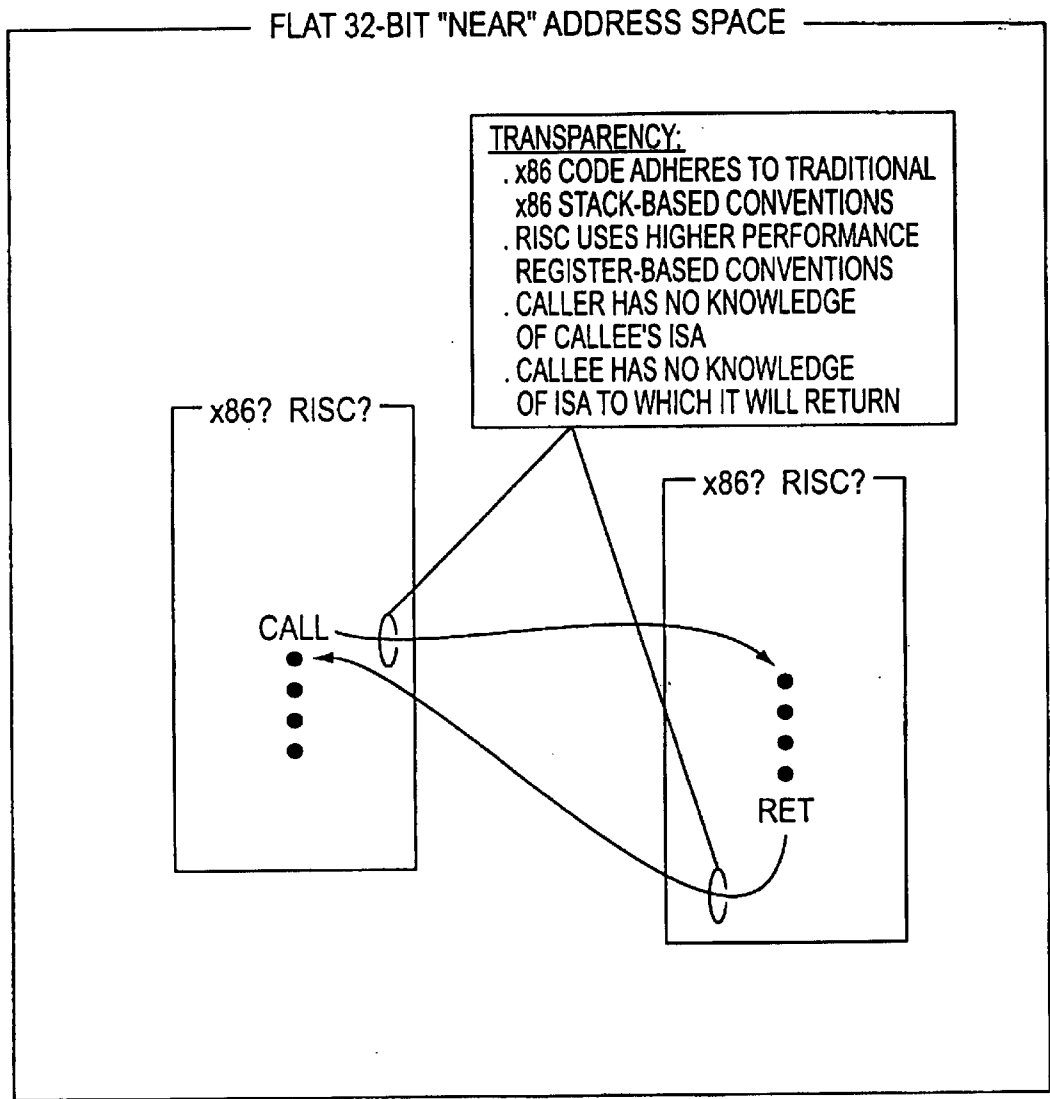 FLAT 32-BIT "NEAR" ADDRESS SPACE
TRANSPARENCY:
. x86 CODE ADHERES TO TRADITIONAL
x86 STACK-BASED CONVENTIONS
. RISC USES HIGHER PERFORMANCE
REGISTER-BASED CONVENTIONS
. CALLER HAS NO KNOWLEDGE
OF CALLEE'S ISA
. CALLEE HAS NO KNOWLEDGE
OF ISA TO WHICH IT WILL RETURN
x86? RISC?
x86? RISC?
CALL
RET